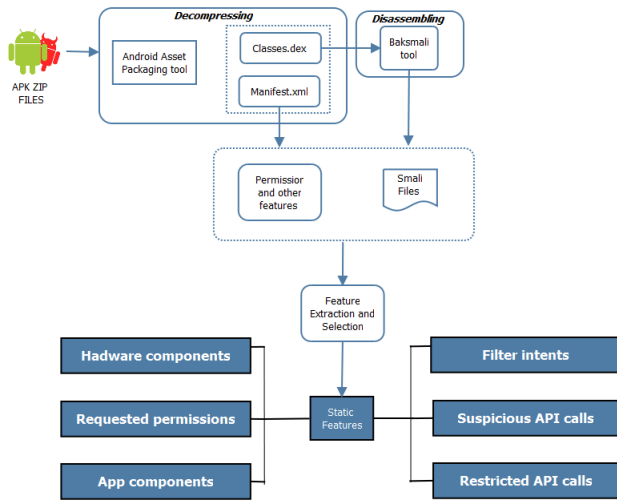 Decompressing
Disassembling
APK ZIP
FILES
Android Asset
Packaging tool
Classes.dex
Manifest.xml
Baksmali
tool
Permissior
and other
features
Smali
Files
Feature
Extraction and
Selection
Hadware components
Requested permissions
App components
Static
Features
Filter intents
Suspicious API calls
Restricted API calls